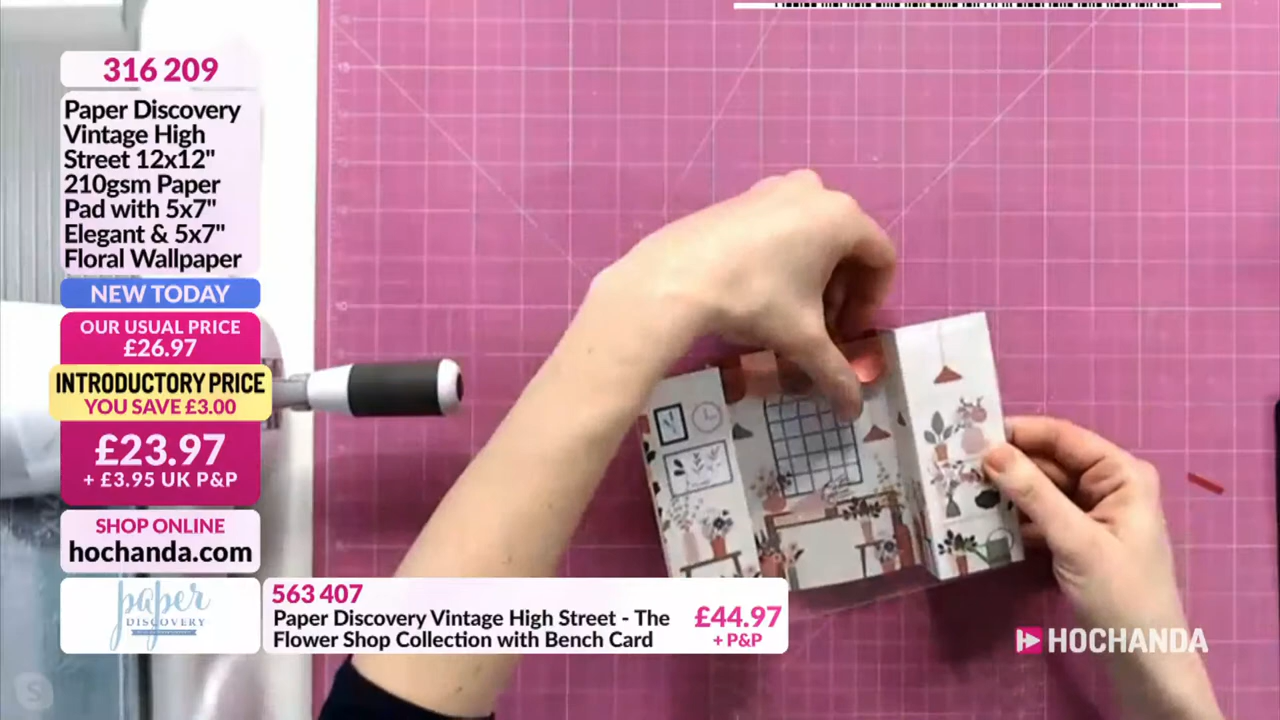 316 209
Paper Discovery
Vintage High
Street 12x12"
210gsm Paper
Pad with 5x7"
Elegant & 5x7"
Floral Wallpaper
NEW TODAY
OUR USUAL PRICE
£26.97
INTRODUCTORY PRICE
YOU SAVE £3.00
£23.97
+ £3.95 UK P&P
SHOP ONLINE
hochanda.com
paper
DISCOVERY
563 407
Paper Discovery Vintage High Street - The
Flower Shop Collection with Bench Card
£44.97
+ P&P
HOCHANDA